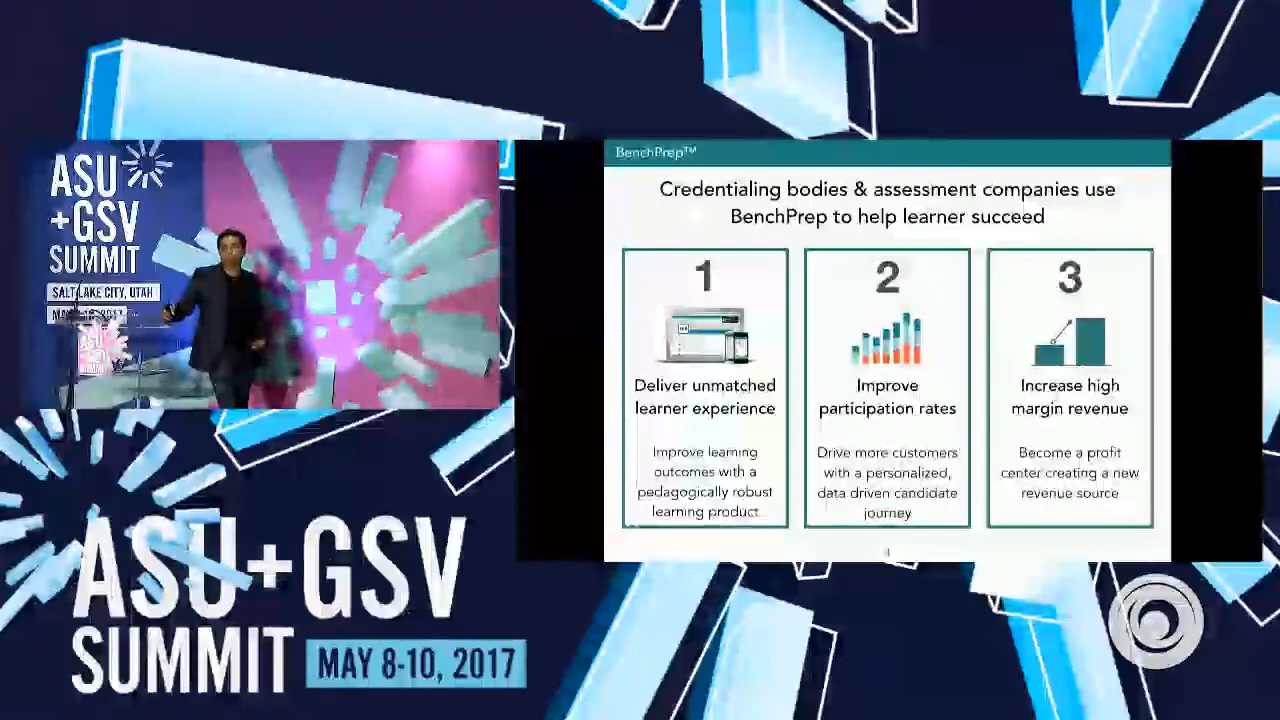 ASU
+GSV
SUMMIT
SALT LAKE CITY, UTAH
BenchPrep™
Credentialing bodies & assessment companies use
BenchPrep to help learner succeed
1
Deliver unmatched
learner experience
Improve learning
outcomes with a
pedagogically robust
learning product
2
Improve
participation rates
Drive more customers
with a personalized,
data driven candidate
journey
3
Increase high
margin revenue
Become a profit
center creating a new
revenue source
ASU+GSV
SUMMIT
MAY 8-10, 2017